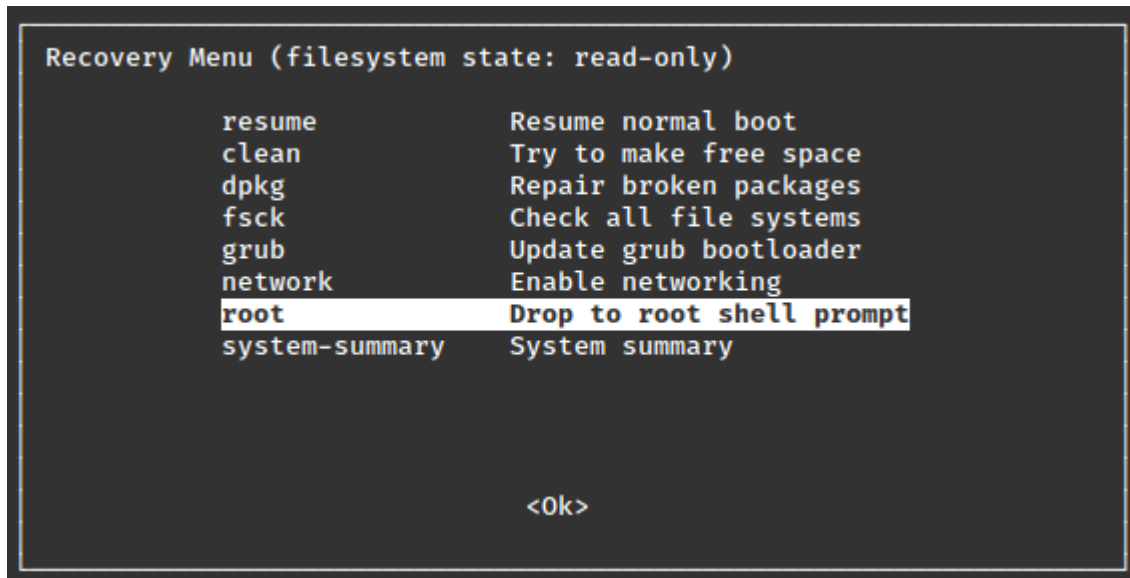 Recovery Menu (filesystem state: read-only)
resume Resume normal boot
clean Try to make free space
dpkg Repair broken packages
fsck Check all file systems
grub Update grub bootloader
network Enable networking
root Drop to root shell prompt
system-summary System summary
<Ok>